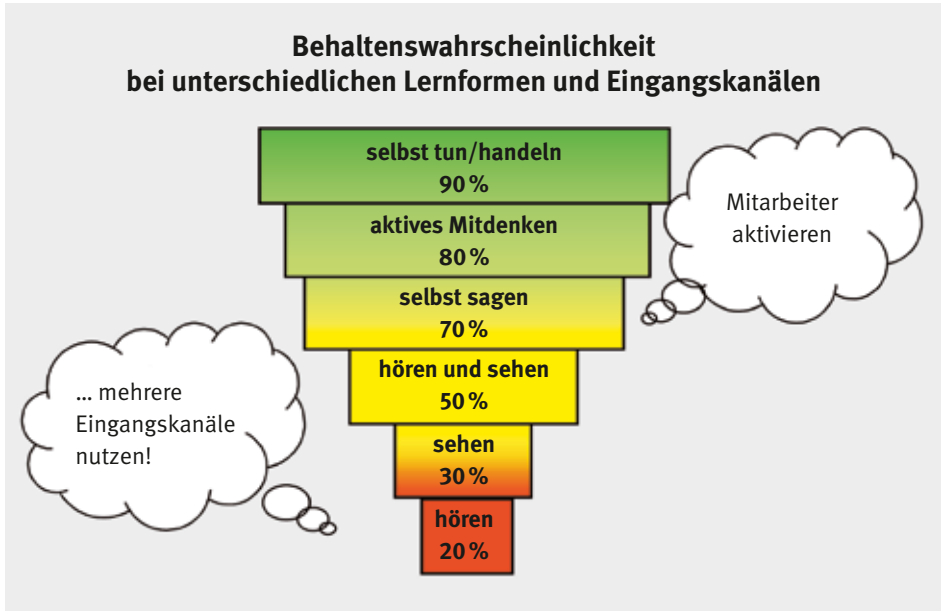 Behaltenswahrscheinlichkeit
bei unterschiedlichen Lernformen und Eingangskanälen
selbst tun/handeln
90 %
aktives Mitdenken
80 %
selbst sagen
70 %
hören und sehen
50 %
sehen
30 %
hören
20 %
Mitarbeiter
aktivieren
... mehrere
Eingangskanäle
nutzen!